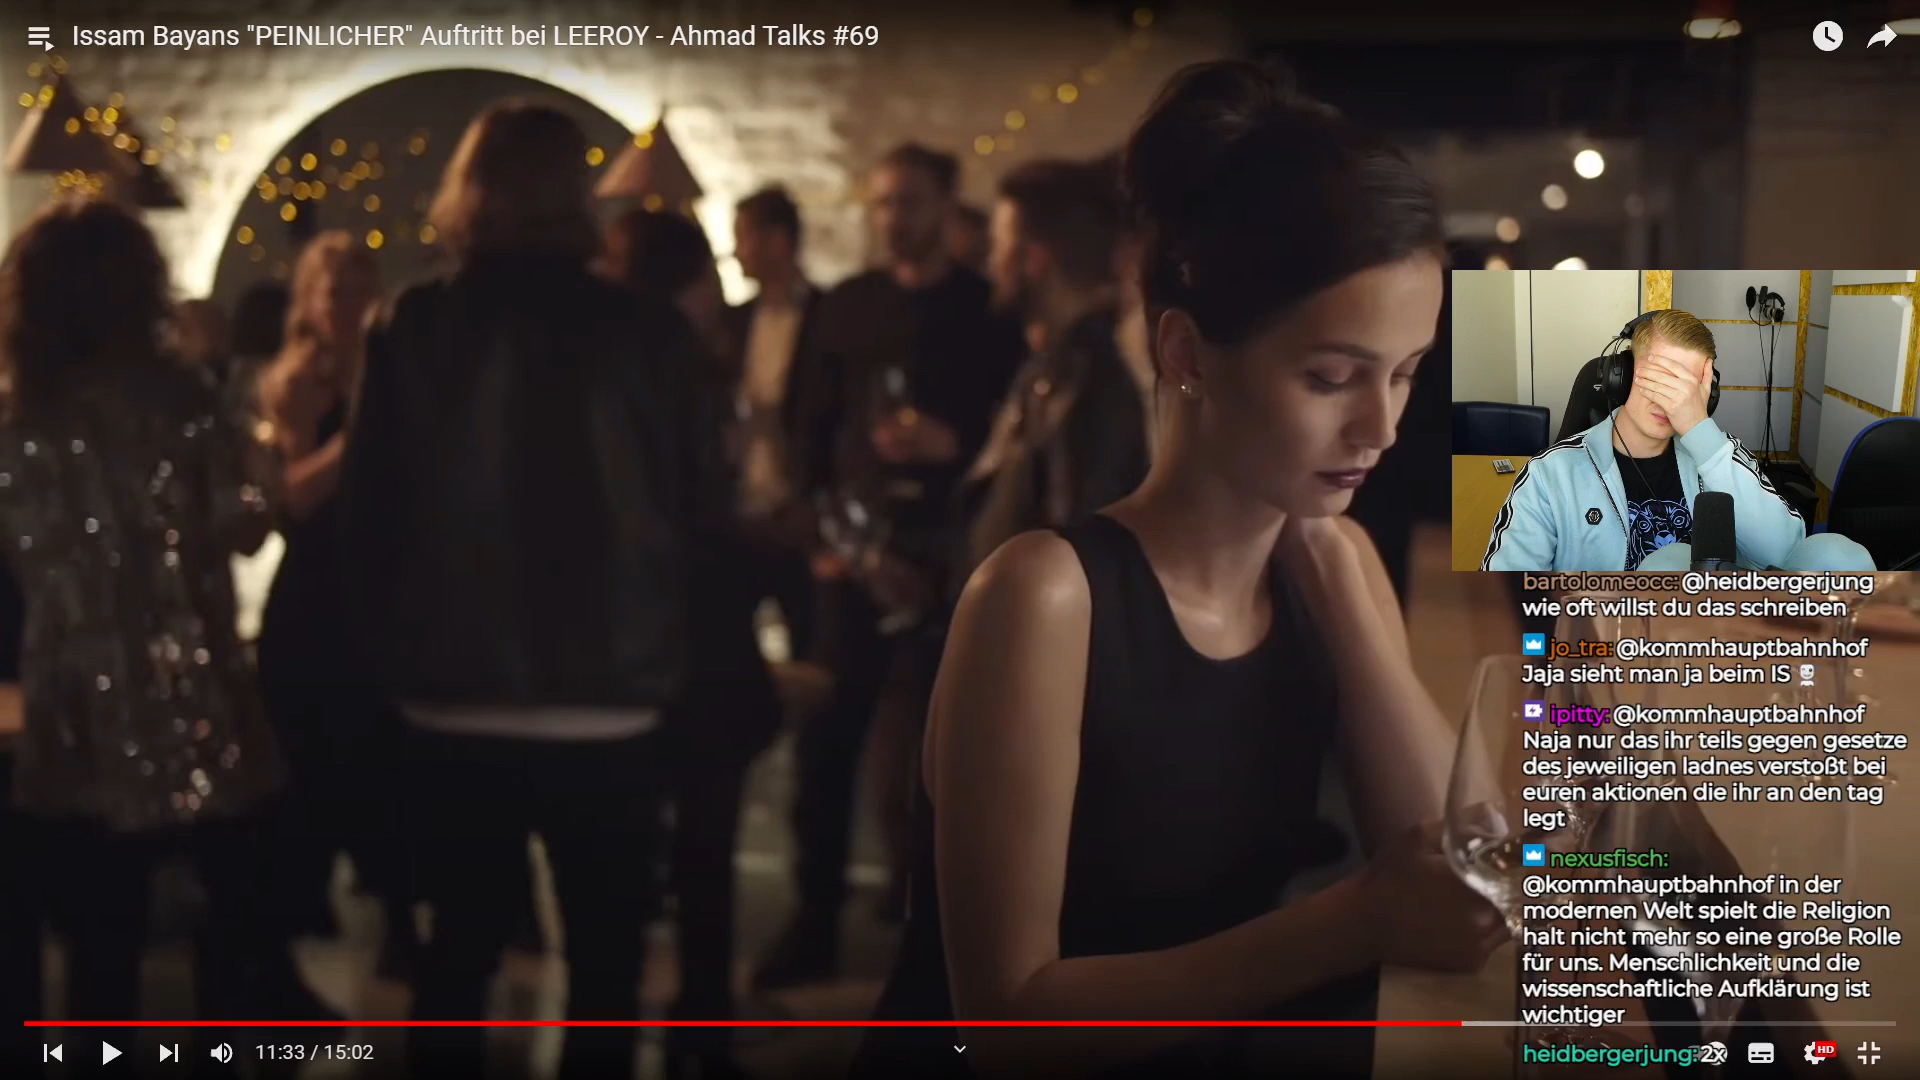 Issam Bayans "PEINLICHER" Auftritt bei LEEROY - Ahmad Talks #69
bartolomeocc: @heidbergerjung
wie oft willst du das schreiben
jo_tra: @kommhauptbahnhof
Jaja sieht man ja beim IS
ipitty: @kommhauptbahnhof
Naja nur das ihr teils gegen gesetze
des jeweiligen ladnes verstoßt bei
euren aktionen die ihr an den tag
legt
nexusfisch:
@kommhauptbahnhof in der
modernen Welt spielt die Religion
halt nicht mehr so eine große Rolle
für uns. Menschlichkeit und die
wissenschaftliche Aufklärung ist
wichtiger
heidbergerjung: 2x
11:33 / 15:02
HD